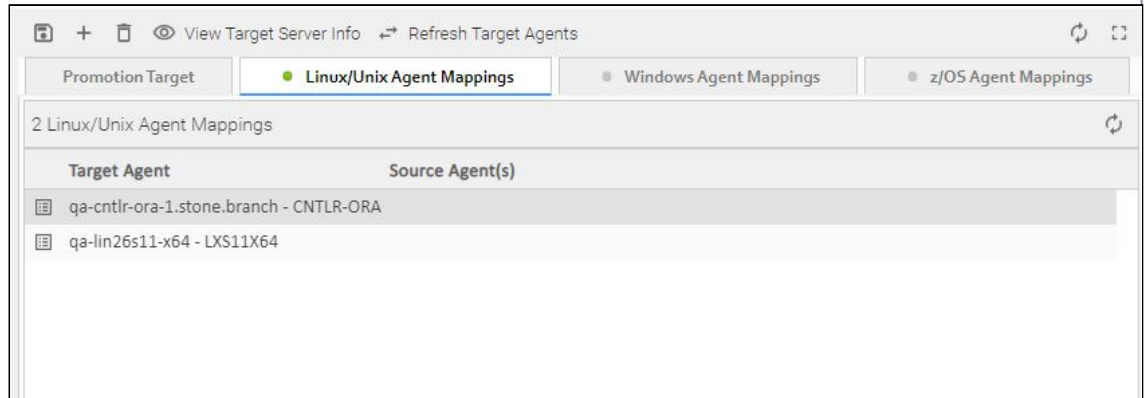 View Target Server Info Refresh Target Agents
Promotion Target Linux/Unix Agent Mappings Windows Agent Mappings z/OS Agent Mappings
2 Linux/Unix Agent Mappings
Target Agent Source Agent(s)
qa-cntlr-ora-1.stone.branch - CNTLR-ORA
qa-lin26s11-x64 - LXS11X64